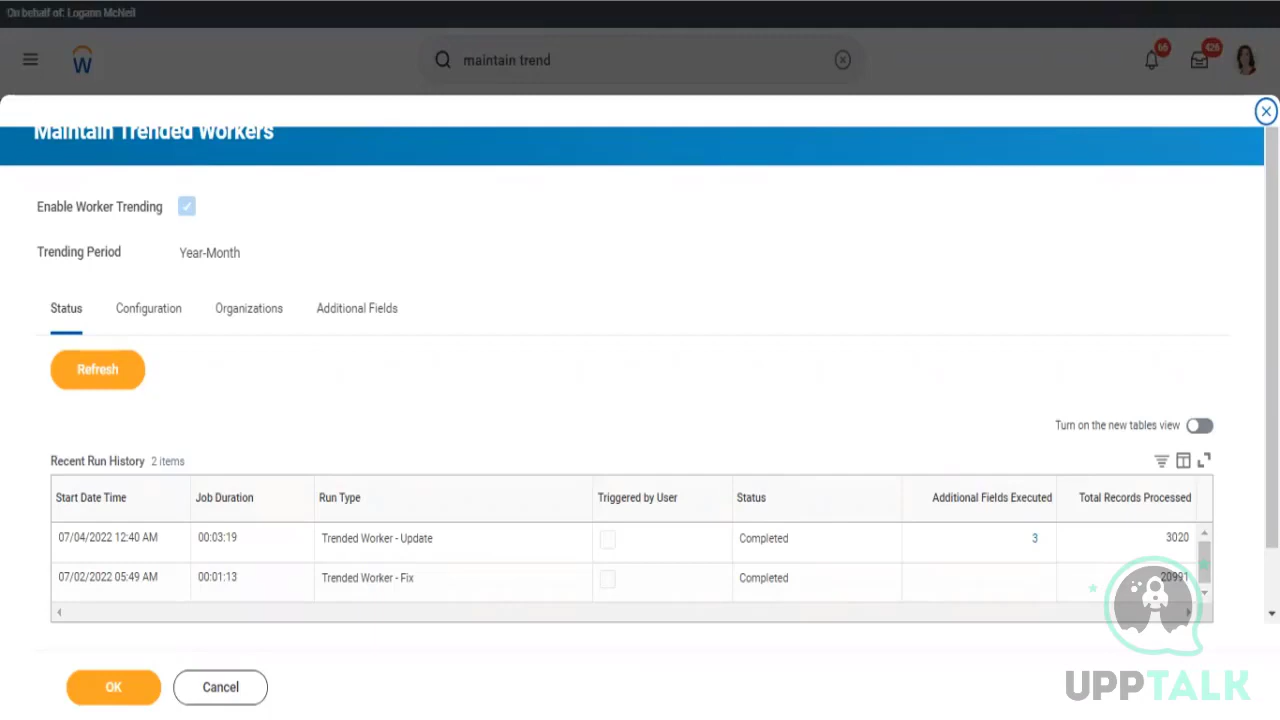 On behalf of: Logann McNeil
W
maintain trend
66
426
Maintain Trended Workers
Enable Worker Trending
Trending Period Year-Month
Status Configuration Organizations Additional Fields
Refresh
Turn on the new tables view
Recent Run History 2 items
Start Date Time Job Duration Run Type Triggered by User Status Additional Fields Executed Total Records Processed
07/04/2022 12:40 AM 00:03:19 Trended Worker - Update Completed 3 3020
07/02/2022 05:49 AM 00:01:13 Trended Worker - Fix Completed 20991
OK Cancel
UPPTALK